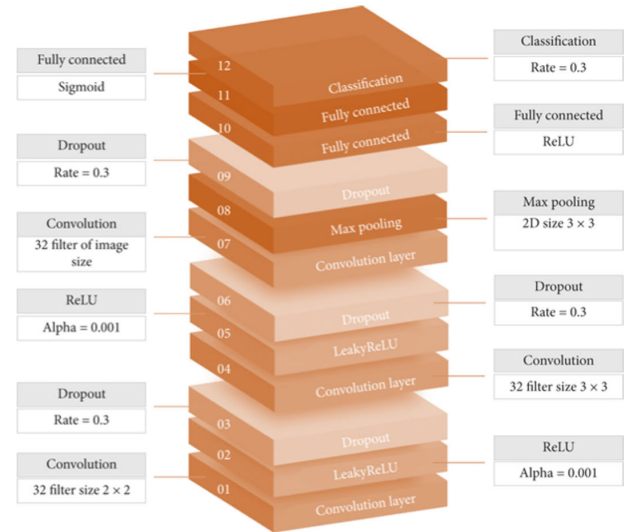 Fully connected
Sigmoid
Dropout
Rate = 0.3
Convolution
32 filter of image
size
ReLU
Alpha = 0.001
Dropout
Rate = 0.3
Convolution
32 filter size 2 × 2
12
Classification
11
Fully connected
10
Fully connected
09
Dropout
08
Max pooling
07
Convolution layer
06
Dropout
05
LeakyReLU
04
Convolution layer
03
Dropout
02
LeakyReLU
01
Convolution layer
Classification
Rate = 0.3
Fully connected
ReLU
Max pooling
2D size 3 × 3
Dropout
Rate = 0.3
Convolution
32 filter size 3 × 3
ReLU
Alpha = 0.001